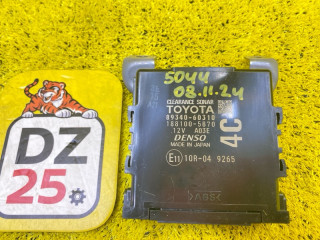 5044
08.11.24
CLEARANCE SONAR
TOYOTA
89340-60310
188100-5870
12V A03E
DENSO
MADE IN JAPAN
4C
E11 10R-04 9265
DZ
25